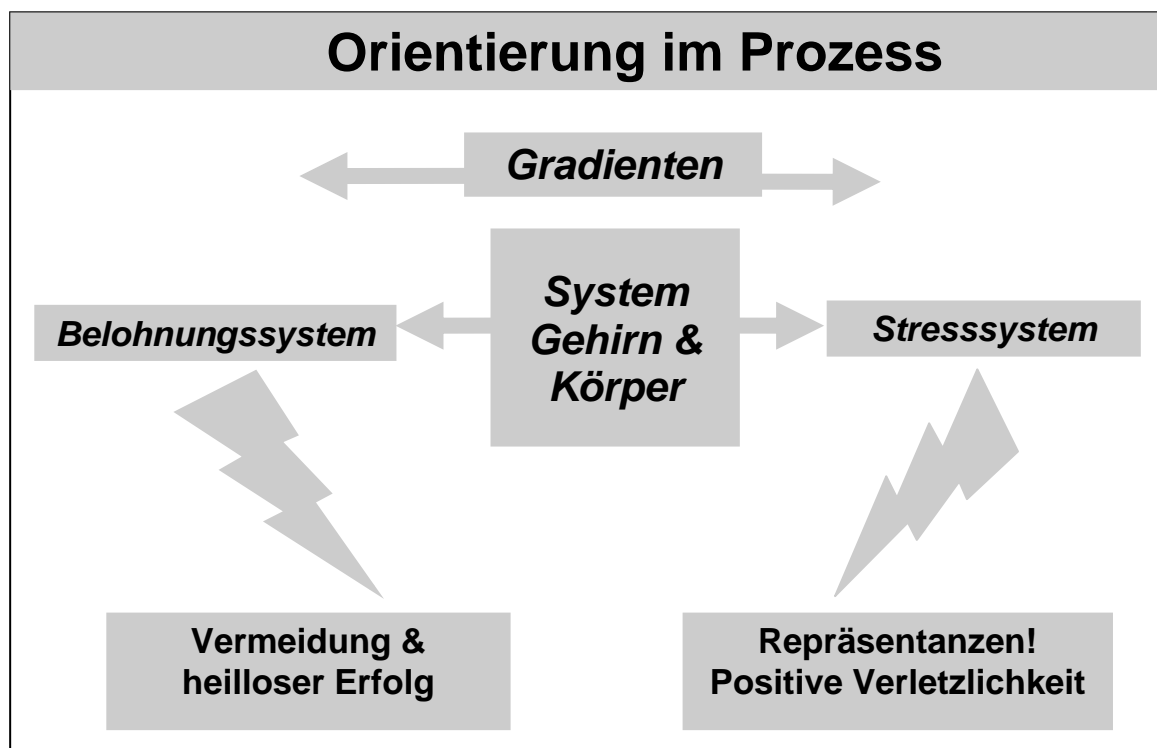 Orientierung im Prozess
Gradienten
System
Gehirn &
Körper
Belohnungssystem
Stresssystem
Vermeidung &
heilloser Erfolg
Repräsentanzen!
Positive Verletzlichkeit